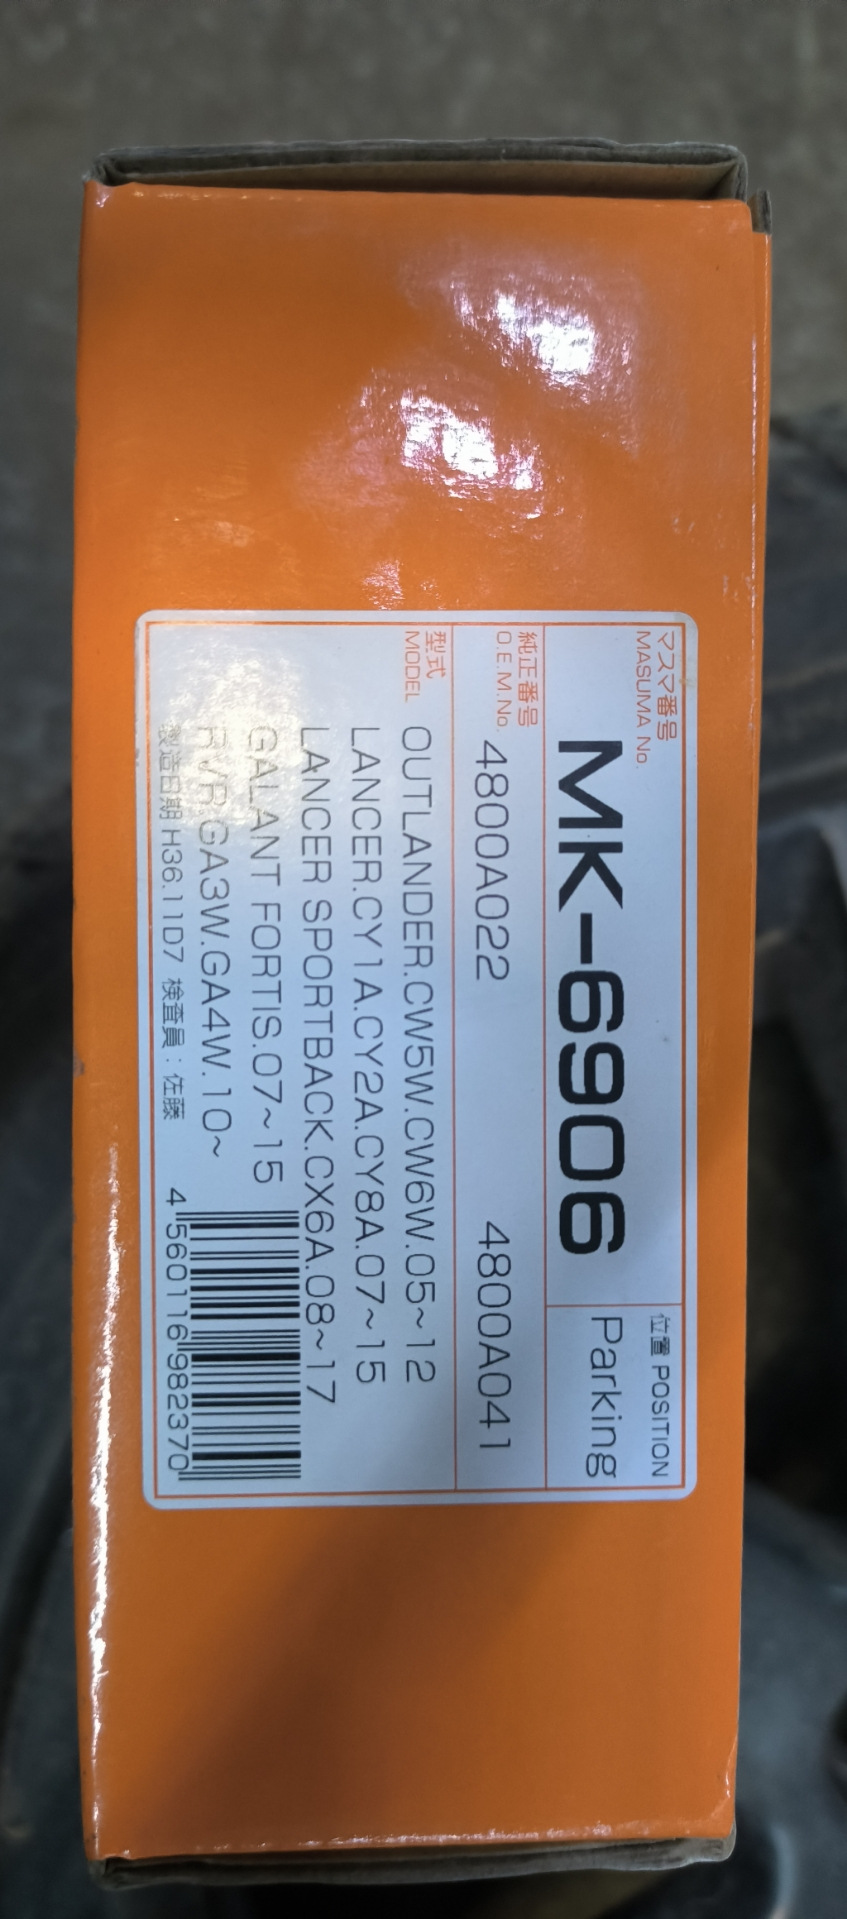 マスマ番号
MASUMA No.
MK-6906
位置 POSITION
Parking
純正番号
O.E.M.No.
4800A022 4800A041
型式
MODEL
OUTLANDER.CW5W.CW6W.05~12
LANCER.CY1A.CY2A.CY8A.07~15
LANCER SPORTBACK.CX6A.08~17
GALANT FORTIS.07~15
RVR.GA3W.GA4W.10~
製造日期 H36.11D7 検査員：佐藤
4 560116 982370